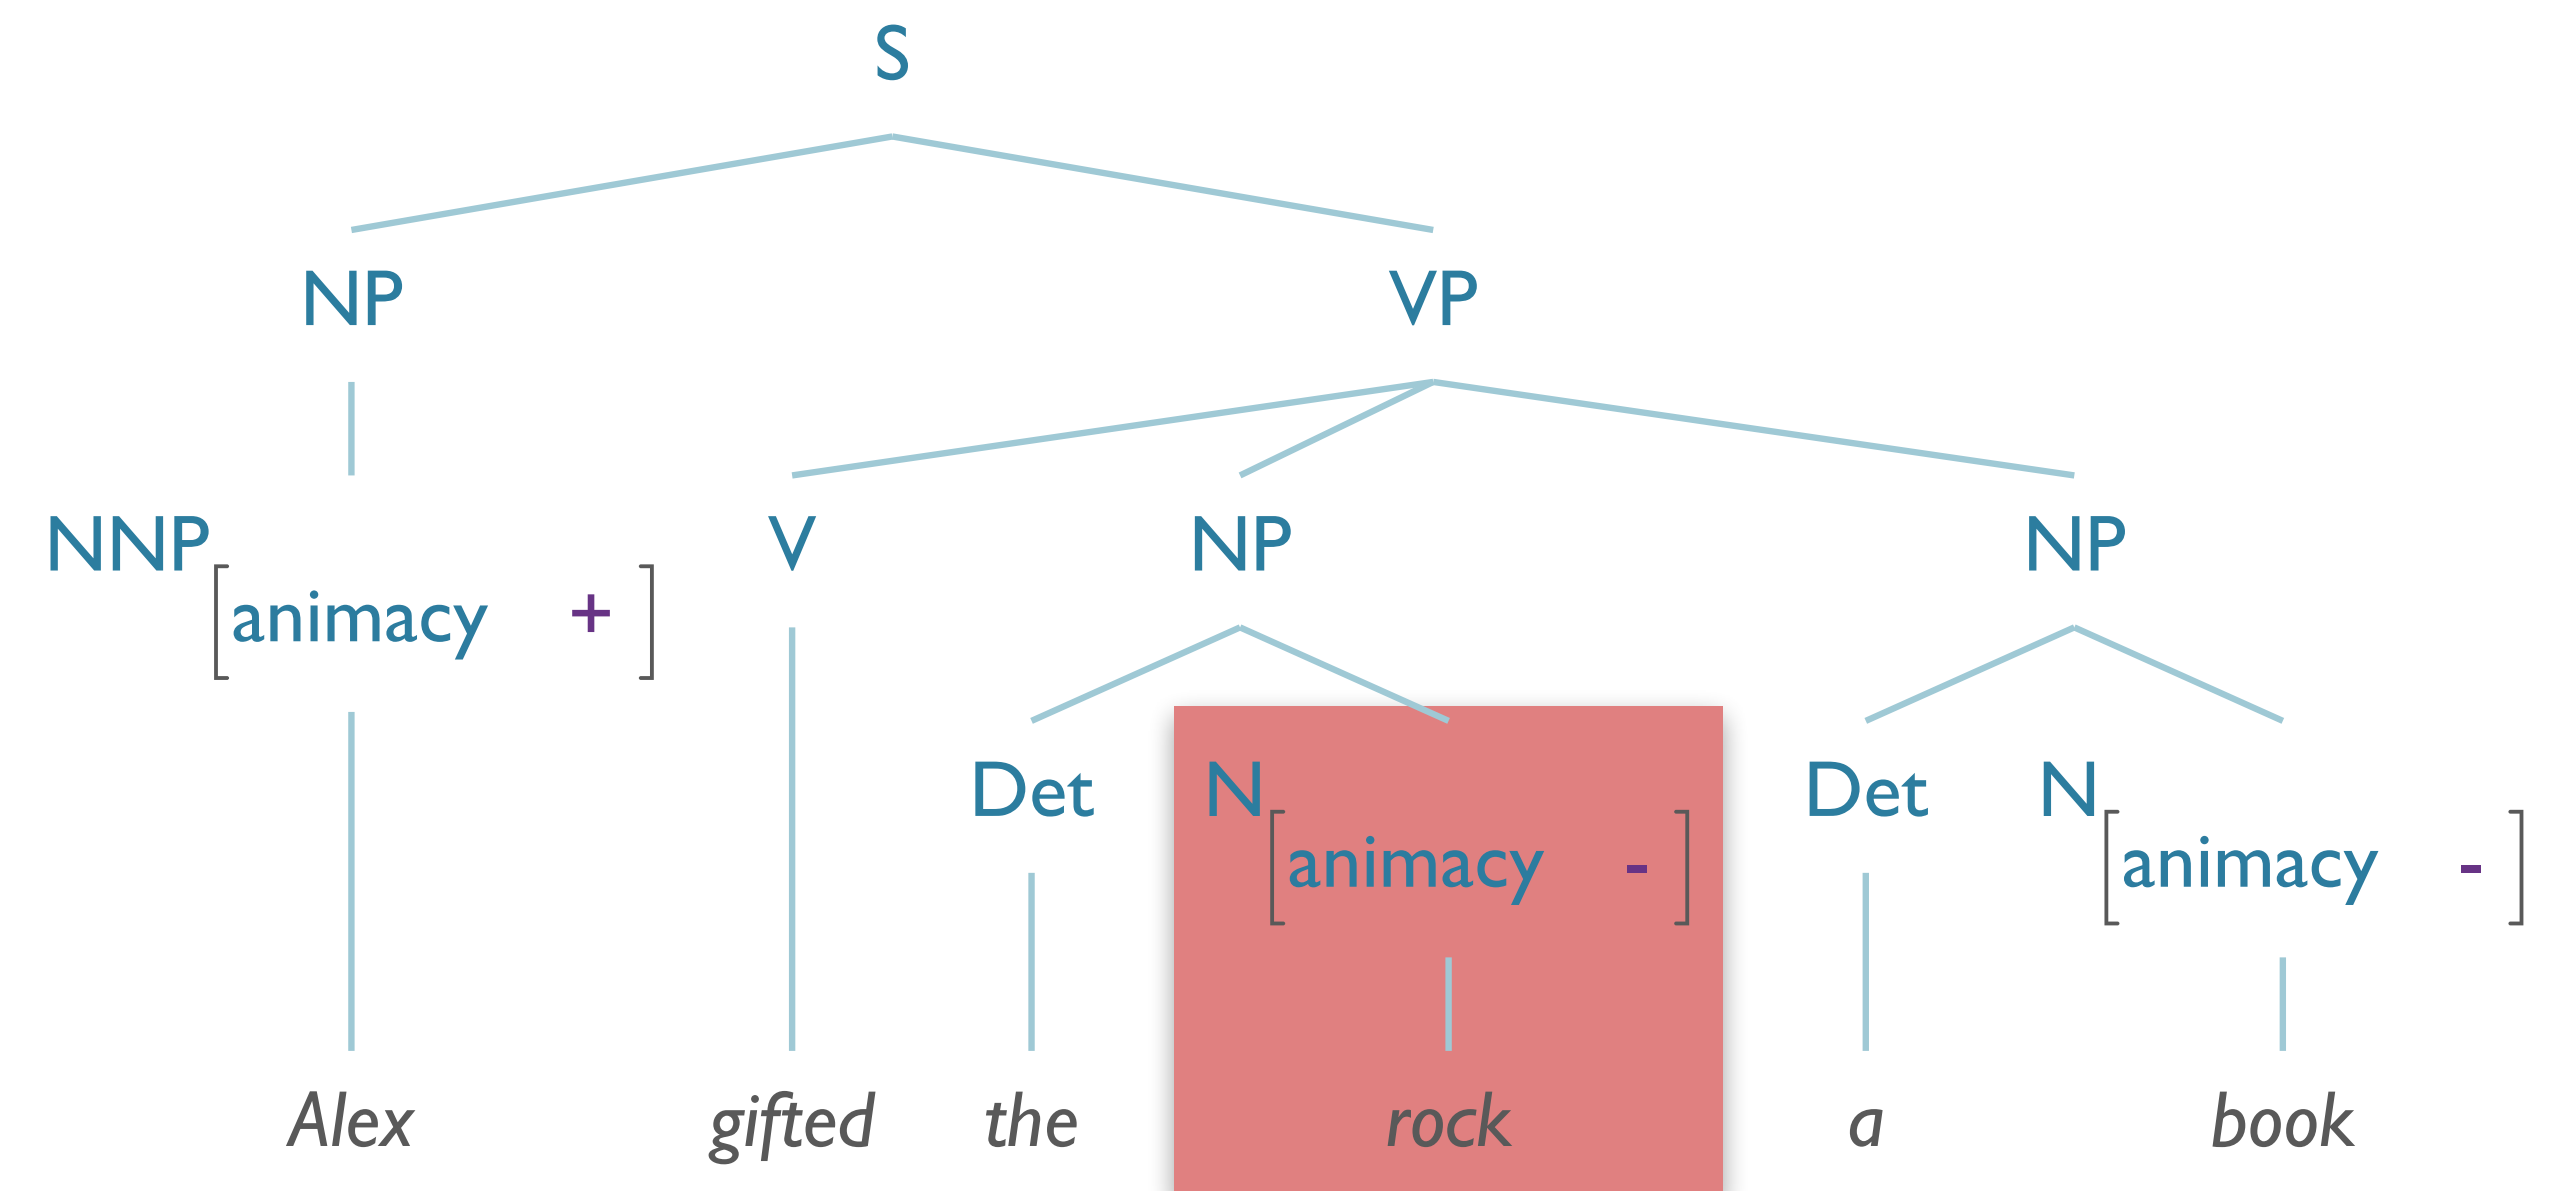 S
NP VP
NNP[animacy +] V NP NP
Det N[animacy -] Det N[animacy -]
Alex gifted the rock a book